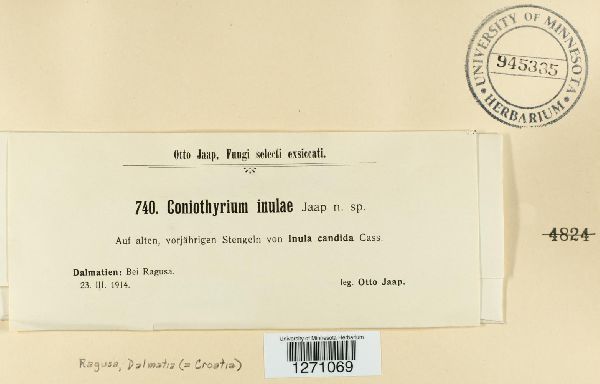 UNIVERSITY OF MINNESOTA
945335
HERBARIUM
Otto Jaap, Fungi selecti exsiccati.
740. Coniothyrium inulae Jaap n. sp.
4824
Auf alten, vorjährigen Stengeln von Inula candida Cass.
Dalmatien: Bei Ragusa.
23. III. 1914.
leg. Otto Jaap.
University of Minnesota Herbarium
1271069
Ragusa, Dalmatia (= Croatia)